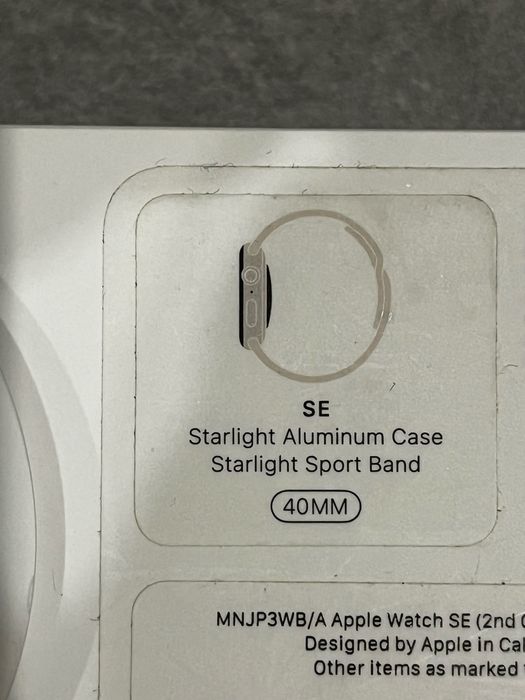 SE
Starlight Aluminum Case
Starlight Sport Band
40MM
MNJP3WB/A Apple Watch SE (2nd
Designed by Apple in Cal
Other items as marked